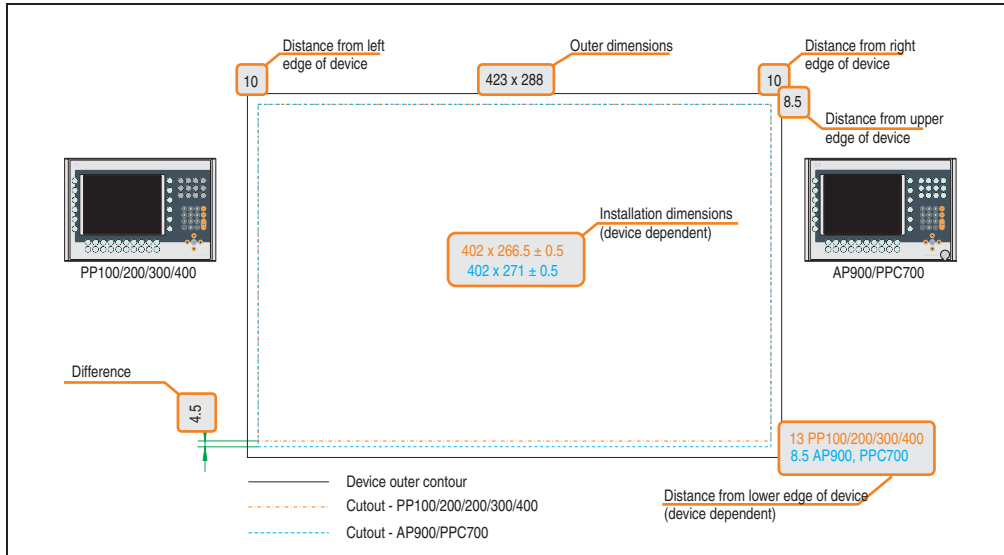 Distance from left
edge of device
Outer dimensions
Distance from right
edge of device
10
423 x 288
10
8.5
Distance from upper
edge of device
Installation dimensions
(device dependent)
402 x 266.5 ± 0.5
402 x 271 ± 0.5
PP100/200/300/400
AP900/PPC700
Difference
4.5
13 PP100/200/300/400
8.5 AP900, PPC700
Device outer contour
Cutout - PP100/200/200/300/400
Cutout - AP900/PPC700
Distance from lower edge of device
(device dependent)